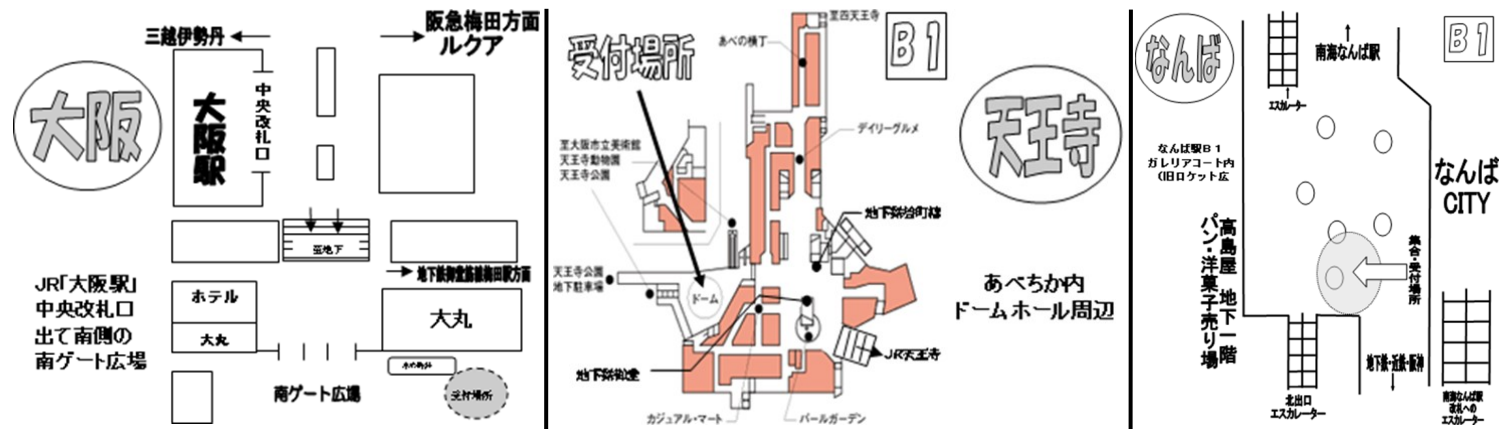 三越伊勢丹
阪急梅田方面
ルクア
大阪
大阪駅
中央改札口
至地下
地下鉄御堂筋線梅田駅方面
JR「大阪駅」
中央改札口
出て南側の
南ゲート広場
ホテル
大丸
大丸
南ゲート広場
受付場所
受付場所
B1
至四天王寺
あべの横丁
天王寺
デイリーグルメ
至大阪市立美術館
天王寺動物園
天王寺公園
天王寺公園
地下駐車場
ドーム
あべちか内
ドームホール周辺
JR天王寺
カジュアル・マート
パールガーデン
なんば
B1
南海なんば駅
エスカレーター
なんば駅B1
ガレリアコート内
(旧ロケット広
なんば
CITY
高島屋 地下一階
パン・洋菓子売り場
集合・受付場所
地下鉄・近鉄・阪神
北出口
エスカレーター
南海なんば駅
改札への
エスカレーター